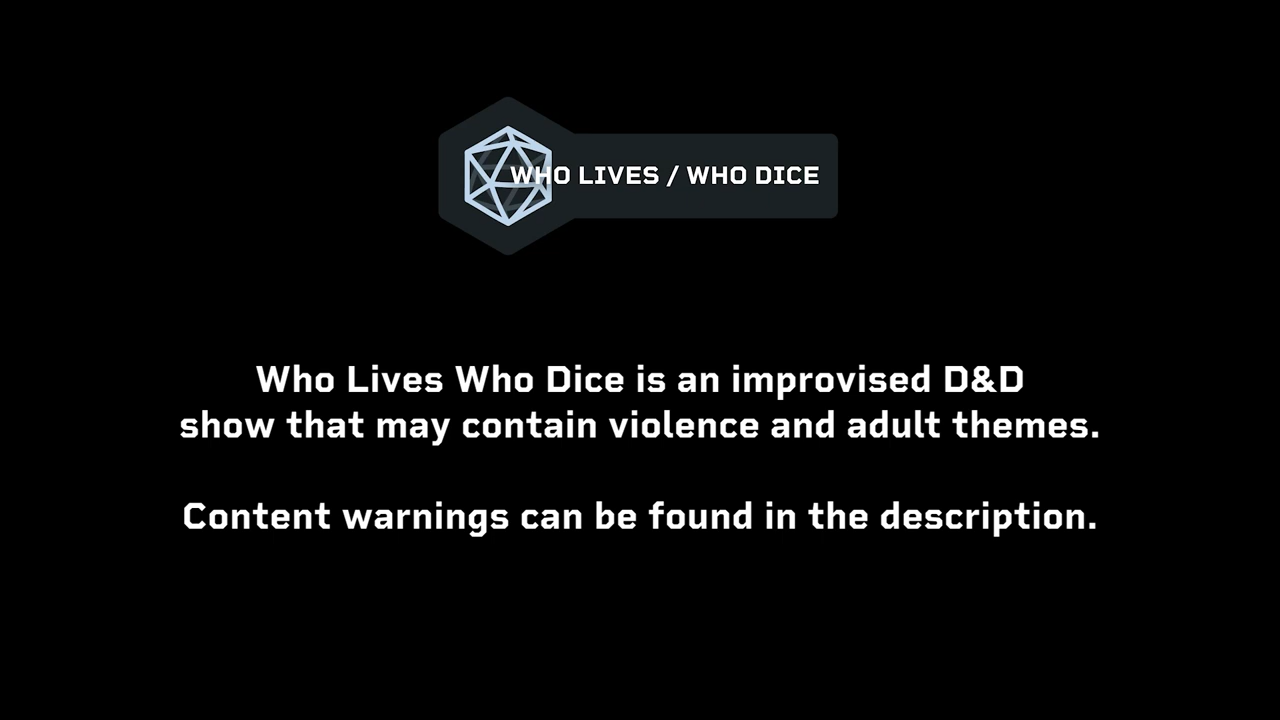 WHO LIVES / WHO DICE
Who Lives Who Dice is an improvised D&D
show that may contain violence and adult themes.
Content warnings can be found in the description.